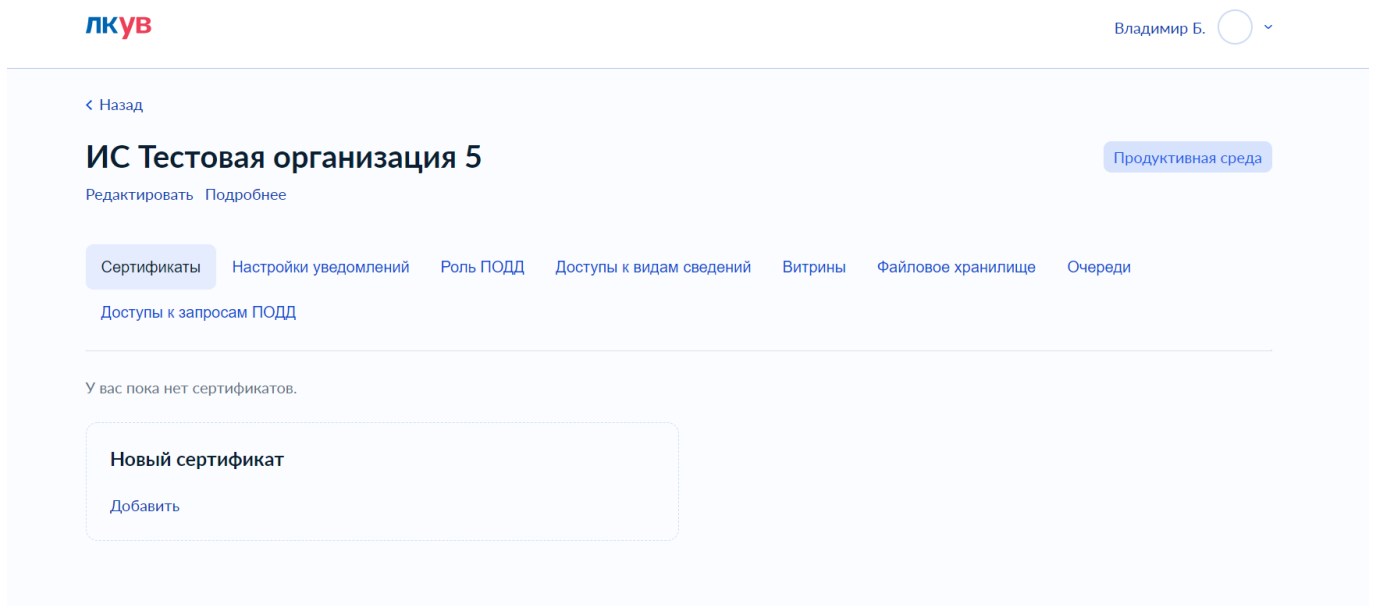 ЛКУВ
Владимир Б.
Назад
ИС Тестовая организация 5
Продуктивная среда
Редактировать Подробнее
Сертификаты Настройки уведомлений Роль ПОДД Доступы к видам сведений Витрины Файловое хранилище Очереди
Доступы к запросам ПОДД
У вас пока нет сертификатов.
Новый сертификат
Добавить